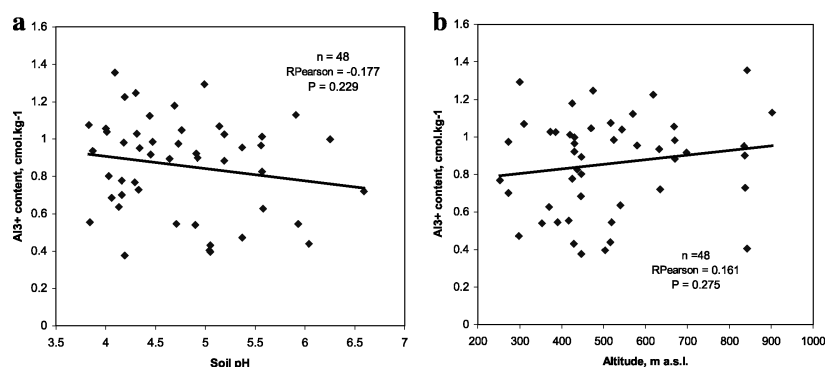 a
n = 48
RPearson = -0.177
P = 0.229
Al3+ content, cmol.kg-1
1.6
1.4
1.2
1
0.8
0.6
0.4
0.2
0
3.5 4 4.5 5 5.5 6 6.5 7
Soil pH
b
n =48
RPearson = 0.161
P = 0.275
Al3+ content, cmol.kg-1
1.6
1.4
1.2
1
0.8
0.6
0.4
0.2
0
200 300 400 500 600 700 800 900 1000
Altitude, m a.s.l.